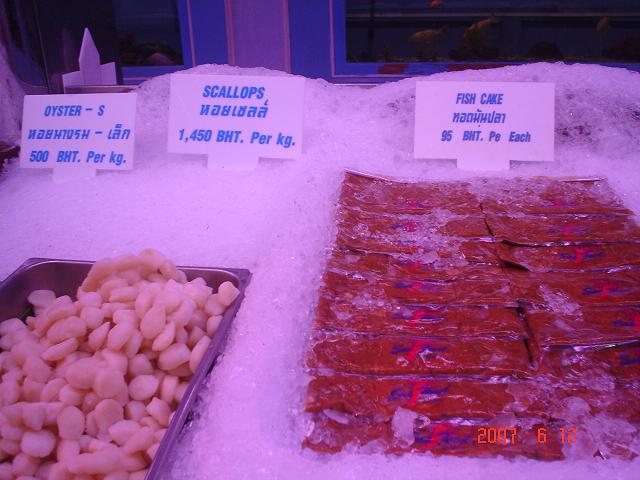 OYSTER - S
หอยนางรม - เล็ก
500 BHT. Per kg.
SCALLOPS
หอยเชลล์
1,450 BHT. Per kg.
FISH CAKE
ทอดมันปลา
95 BHT. Pe Each
2007 6 12